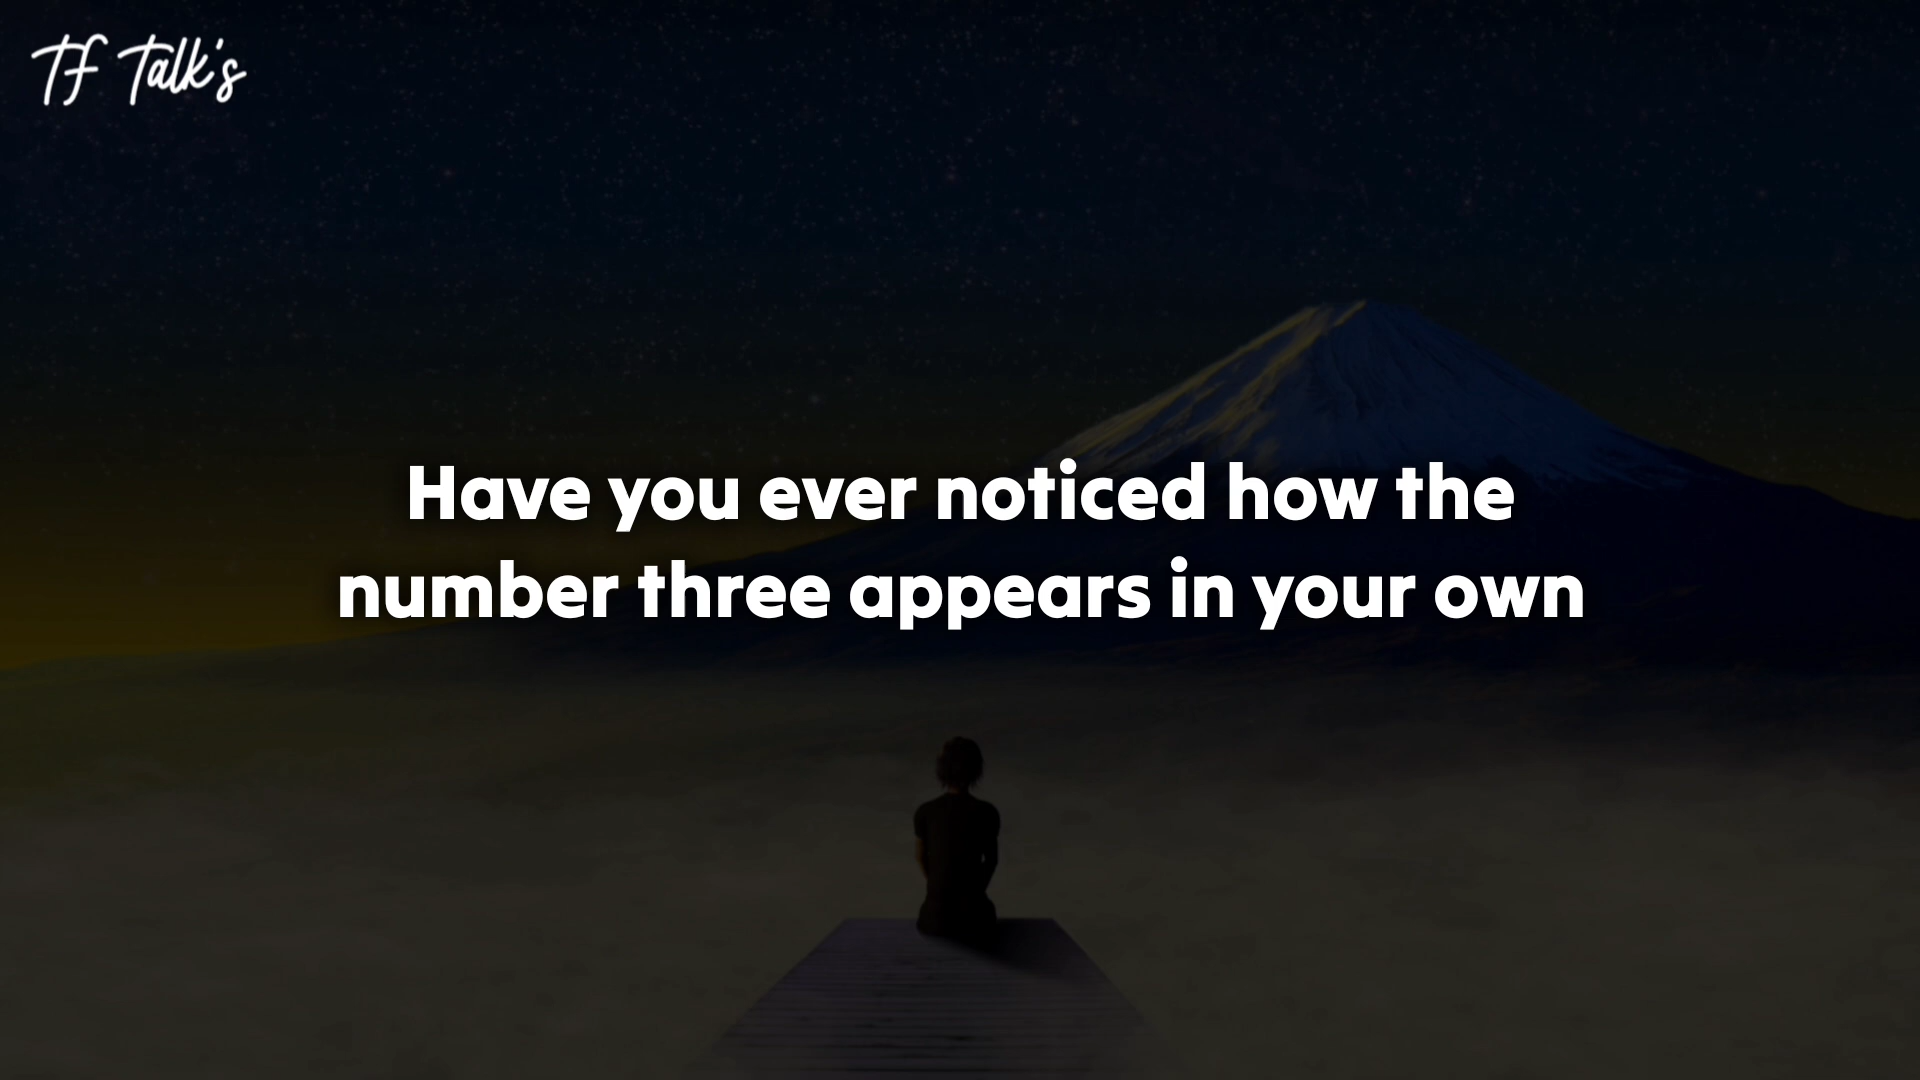 TF Talk's
Have you ever noticed how the
number three appears in your own